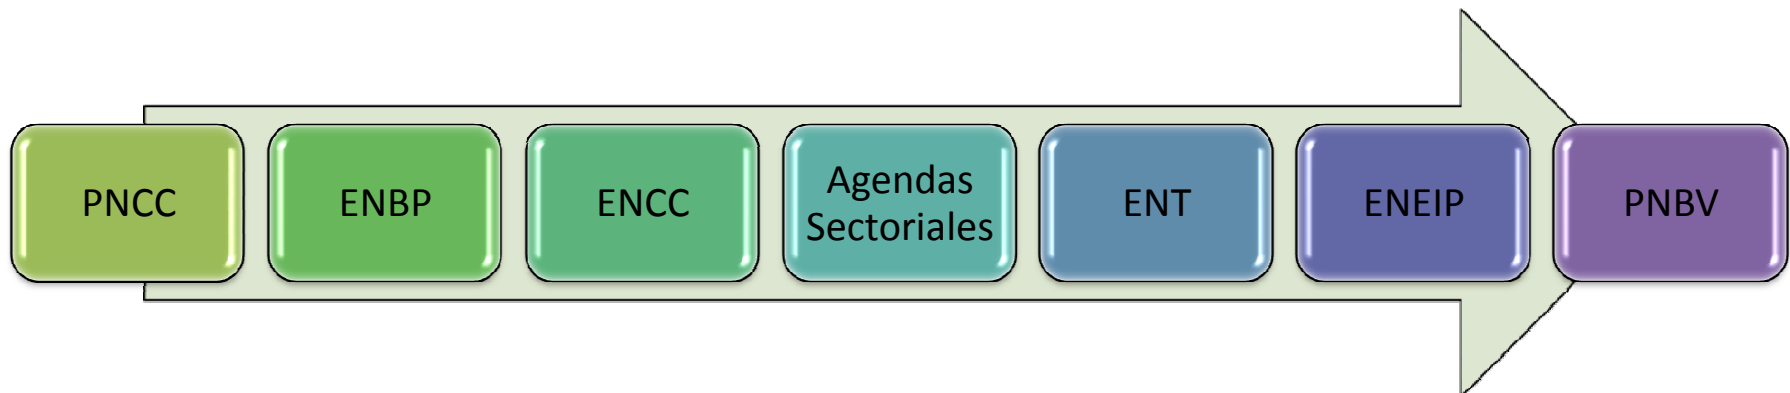 PNCC
ENBP
ENCC
Agendas
Sectoriales
ENT
ENEIP
PNBV